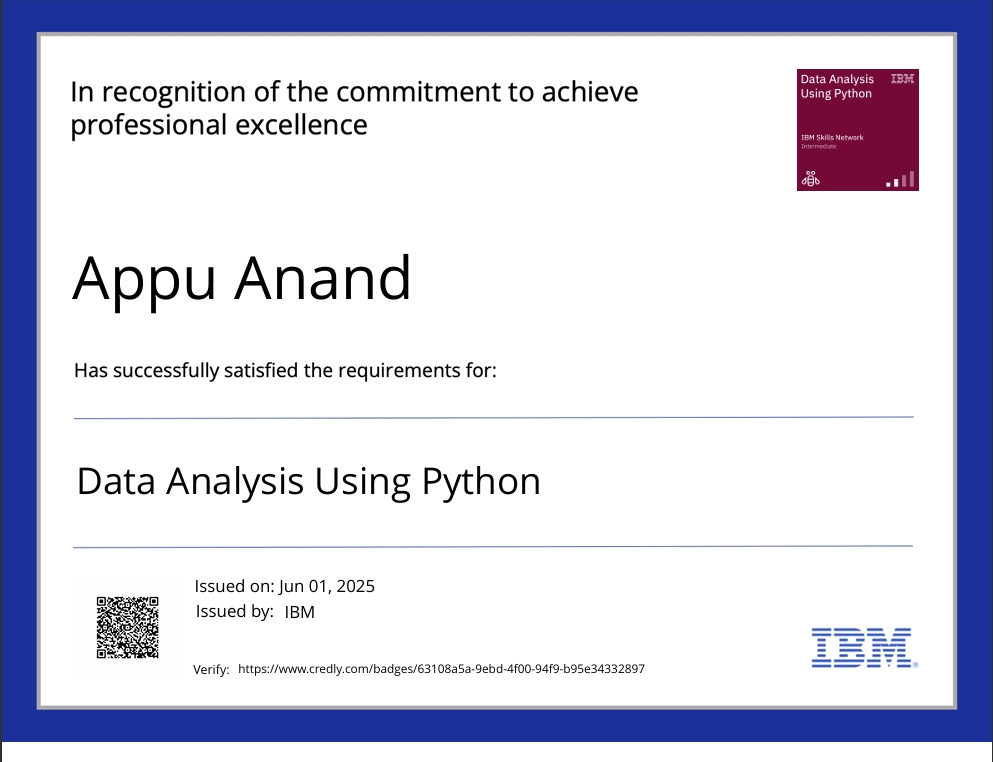 In recognition of the commitment to achieve
professional excellence
Data Analysis
Using Python
IBM
IBM Skills Network
Intermediate
Appu Anand
Has successfully satisfied the requirements for:
Data Analysis Using Python
Issued on: Jun 01, 2025
Issued by: IBM
Verify: https://www.credly.com/badges/63108a5a-9ebd-4f00-94f9-b95e34332897
IBM®